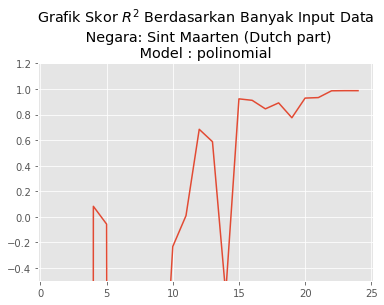 Grafik Skor R² Berdasarkan Banyak Input Data
Negara: Sint Maarten (Dutch part)
Model : polinomial
1.2
1.0
0.8
0.6
0.4
0.2
0.0
−0.2
−0.4
0 5 10 15 20 25